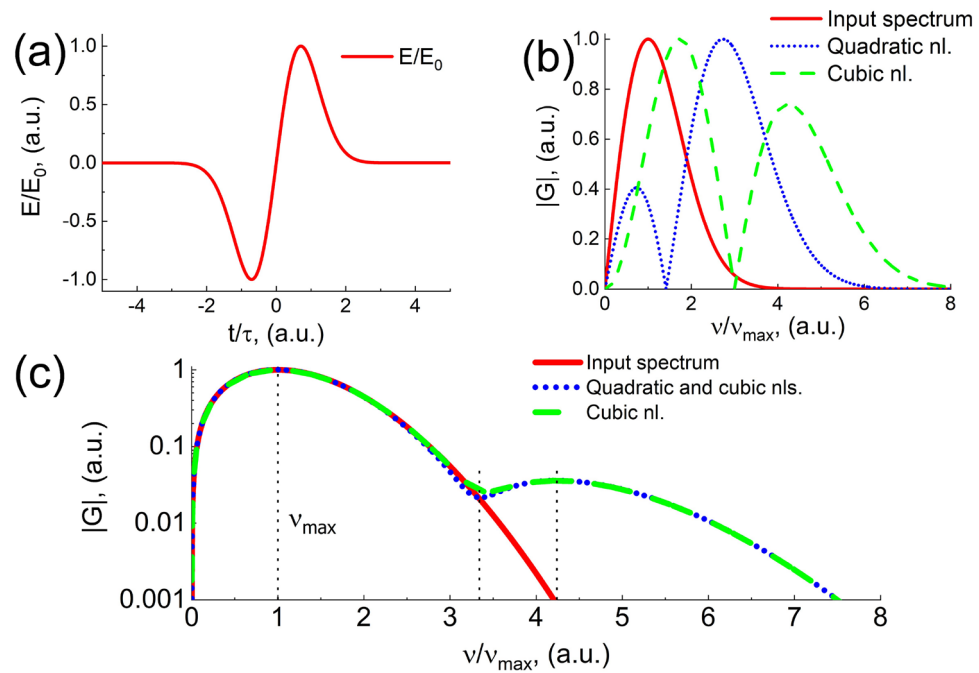 (a)
E/E0
1.0
0.5
0.0
-0.5
-1.0
E/E0, (a.u.)
-4 -2 0 2 4
t/τ, (a.u.)
Input spectrum
Quadratic nl.
Cubic nl.
(b)
1.0
0.8
0.6
0.4
0.2
0.0
|G|, (a.u.)
0 2 4 6 8
ν/νmax, (a.u.)
(c)
Input spectrum
Quadratic and cubic nls.
Cubic nl.
1
0.1
0.01
0.001
|G|, (a.u.)
νmax
0 1 2 3 4 5 6 7 8
ν/νmax, (a.u.)